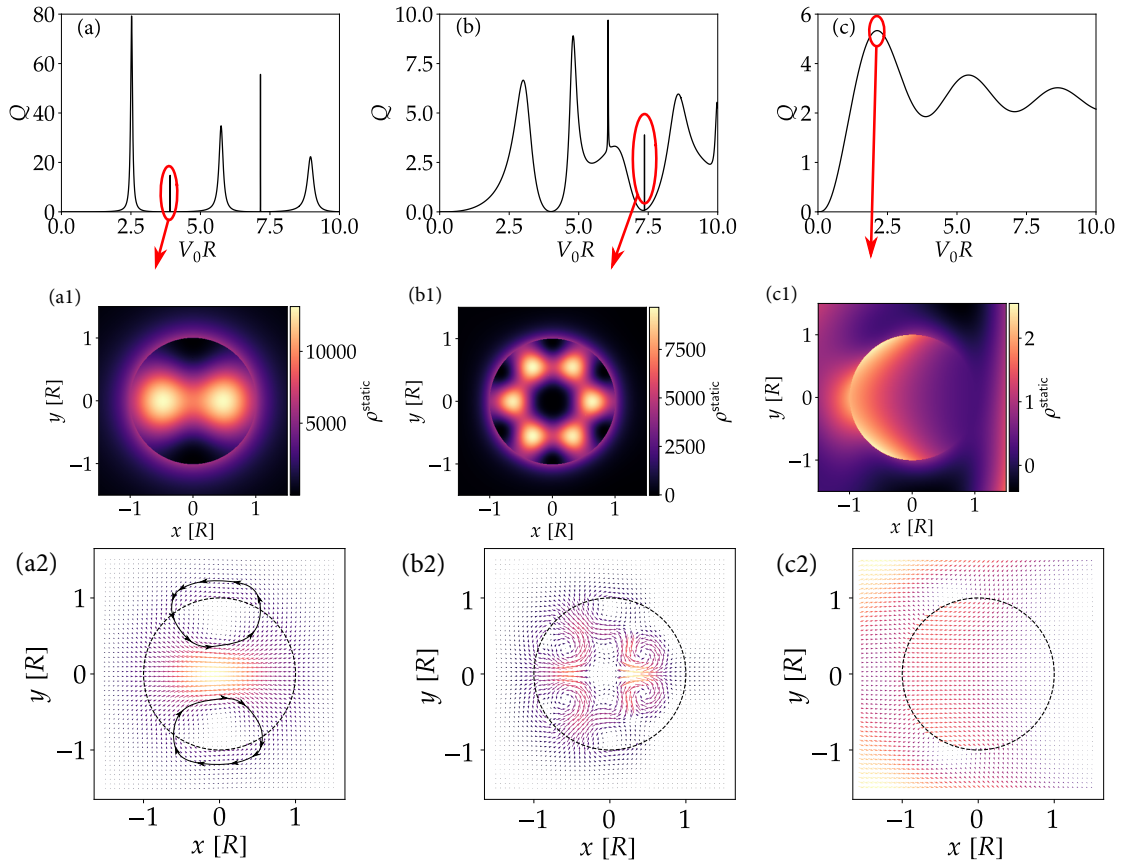 (a)
80
60
40
20
0
Q
0.0 2.5 5.0 7.5 10.0
V₀R
(b)
10.0
7.5
5.0
2.5
0.0
Q
0.0 2.5 5.0 7.5 10.0
V₀R
(c)
6
4
2
1
0
Q
0.0 2.5 5.0 7.5 10.0
V₀R
(a1)
1
0
−1
y [R]
−1 0 1
x [R]
10000
5000
ρ^static
(b1)
1
0
−1
y [R]
−1 0 1
x [R]
7500
5000
2500
0
ρ^static
(c1)
1
0
−1
y [R]
−1 0 1
x [R]
2
1
0
ρ^static
(a2)
1
0
−1
y [R]
−1 0 1
x [R]
(b2)
1
0
−1
y [R]
−1 0 1
x [R]
(c2)
1
0
−1
y [R]
−1 0 1
x [R]